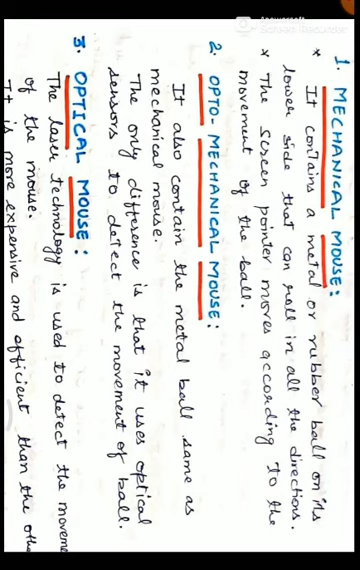 1. MECHANICAL MOUSE:
* It contains a metal or rubber ball on its
lower side that can roll in all the directions.
* The screen pointer moves according to the
movement of the ball.
2. OPTO-MECHANICAL MOUSE:
It also contain the metal ball same as
mechanical mouse.
The only difference is that it uses optical
sensors to detect the movement of ball.
3. OPTICAL MOUSE:
The laser technology is used to detect the moveme
of the mouse.
It is more expensive and efficient than the othe